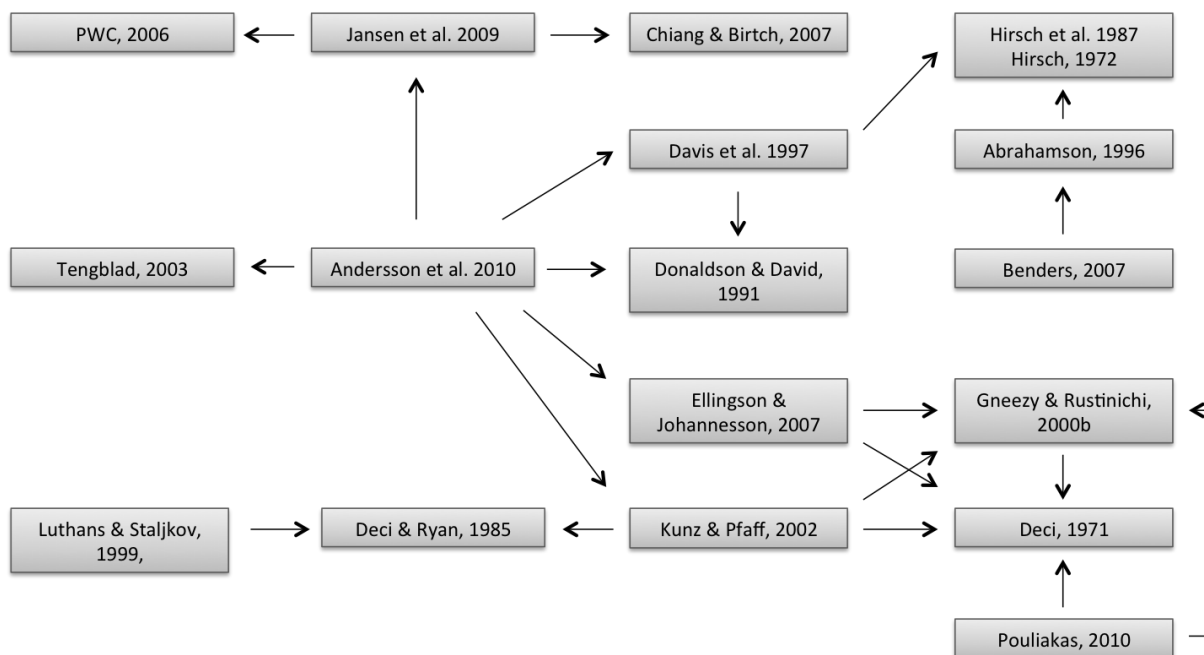 PWC, 2006
Jansen et al. 2009
Chiang & Birtch, 2007
Hirsch et al. 1987
Hirsch, 1972
Davis et al. 1997
Abrahamson, 1996
Tengblad, 2003
Andersson et al. 2010
Donaldson & David,
1991
Benders, 2007
Ellingson &
Johannesson, 2007
Gneezy & Rustinichi,
2000b
Luthans & Staljkov,
1999,
Deci & Ryan, 1985
Kunz & Pfaff, 2002
Deci, 1971
Pouliakas, 2010